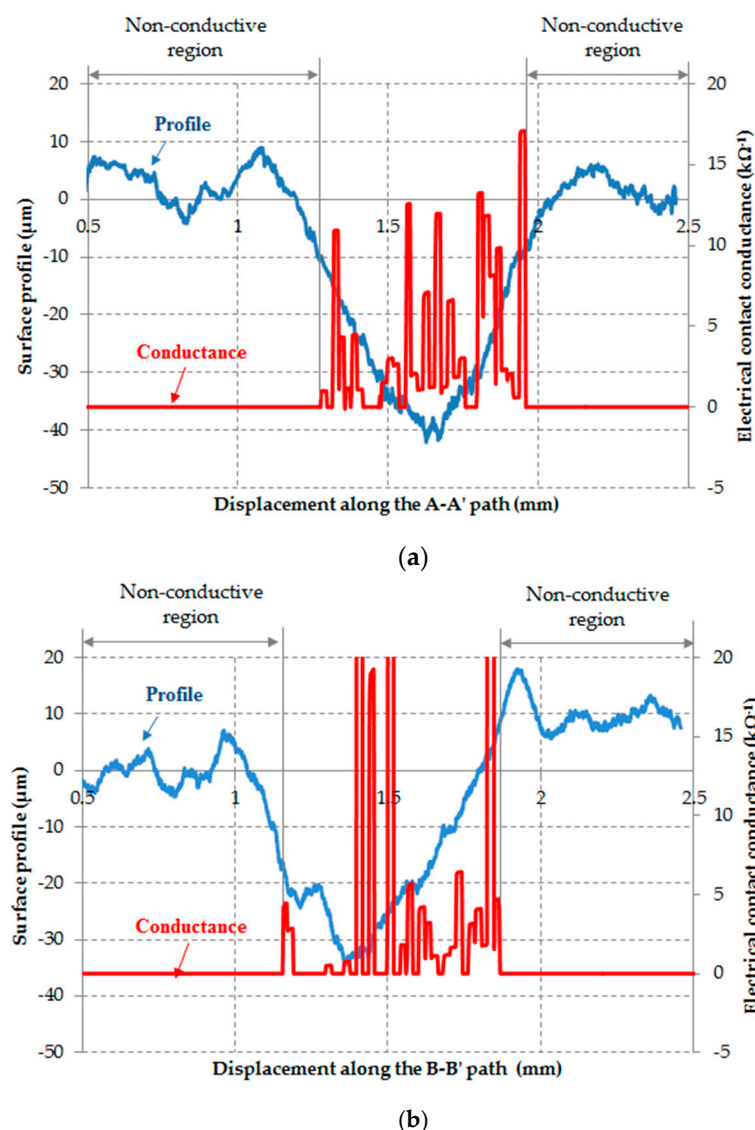 (a)
Non-conductive
region
Non-conductive
region
20
10
0
-10
-20
-30
-40
-50
Surface profile (μm)
Profile
Conductance
0.5
1
1.5
2
2.5
20
15
10
5
0
-5
Electrical contact conductance (kΩ⁻¹)
Displacement along the A-A' path (mm)
(a)
Non-conductive
region
Non-conductive
region
20
10
0
-10
-20
-30
-40
-50
Surface profile (μm)
Profile
Conductance
0.5
1
1.5
2
2.5
20
15
10
5
0
-5
Electrical contact conductance (kΩ⁻¹)
Displacement along the B-B' path (mm)
(b)